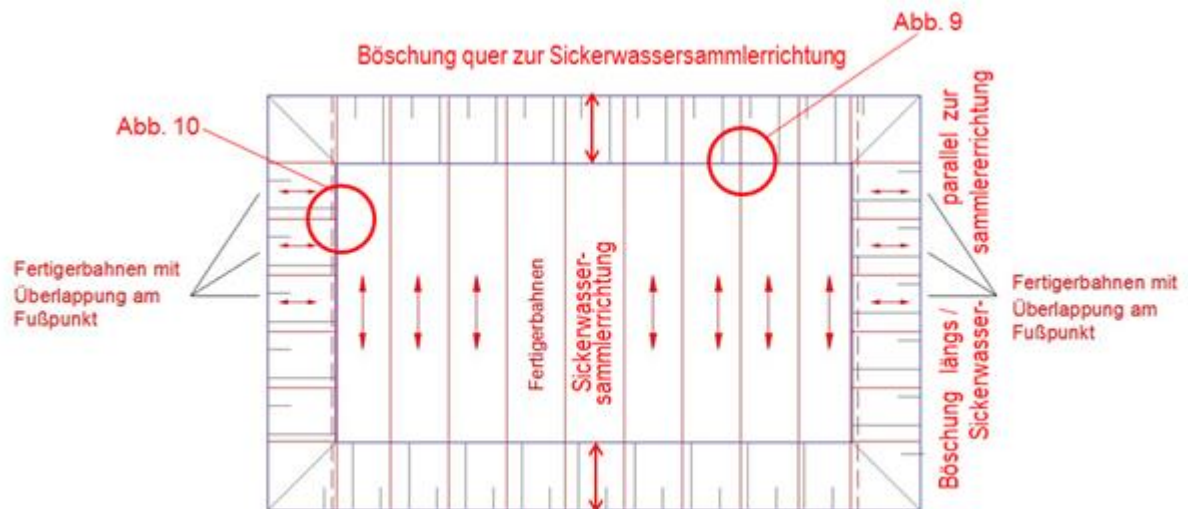 Abb. 9
Böschung quer zur Sickerwassersammlerrichtung
Abb. 10
Fertigerbahnen mit
Überlappung am
Fußpunkt
Fertigerbahnen
Sickerwasser-
sammlerrichtung
Fertigerbahnen mit
Überlappung am
Fußpunkt
Böschung längs / parallel zur
Sickerwasser- sammlererrichtung